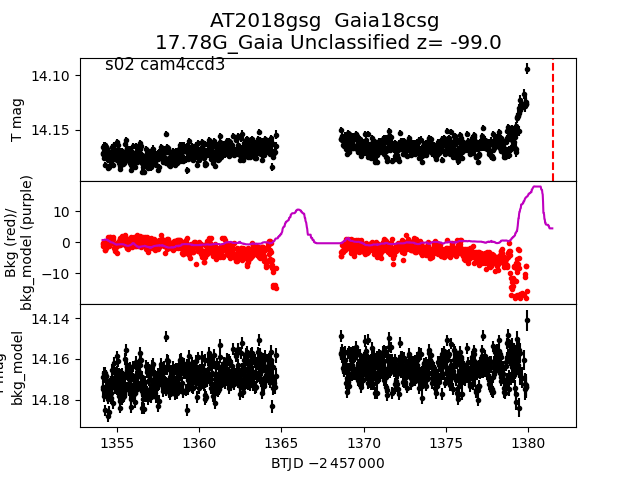 AT2018gsg  Gaia18csg
17.78G_Gaia Unclassified z= -99.0
s02 cam4ccd3
14.10
14.15
T mag
10
0
−10
Bkg (red)/
bkg_model (purple)
14.14
14.16
14.18
mag
bkg_model
1355
1360
1365
1370
1375
1380
BTJD −2 457 000